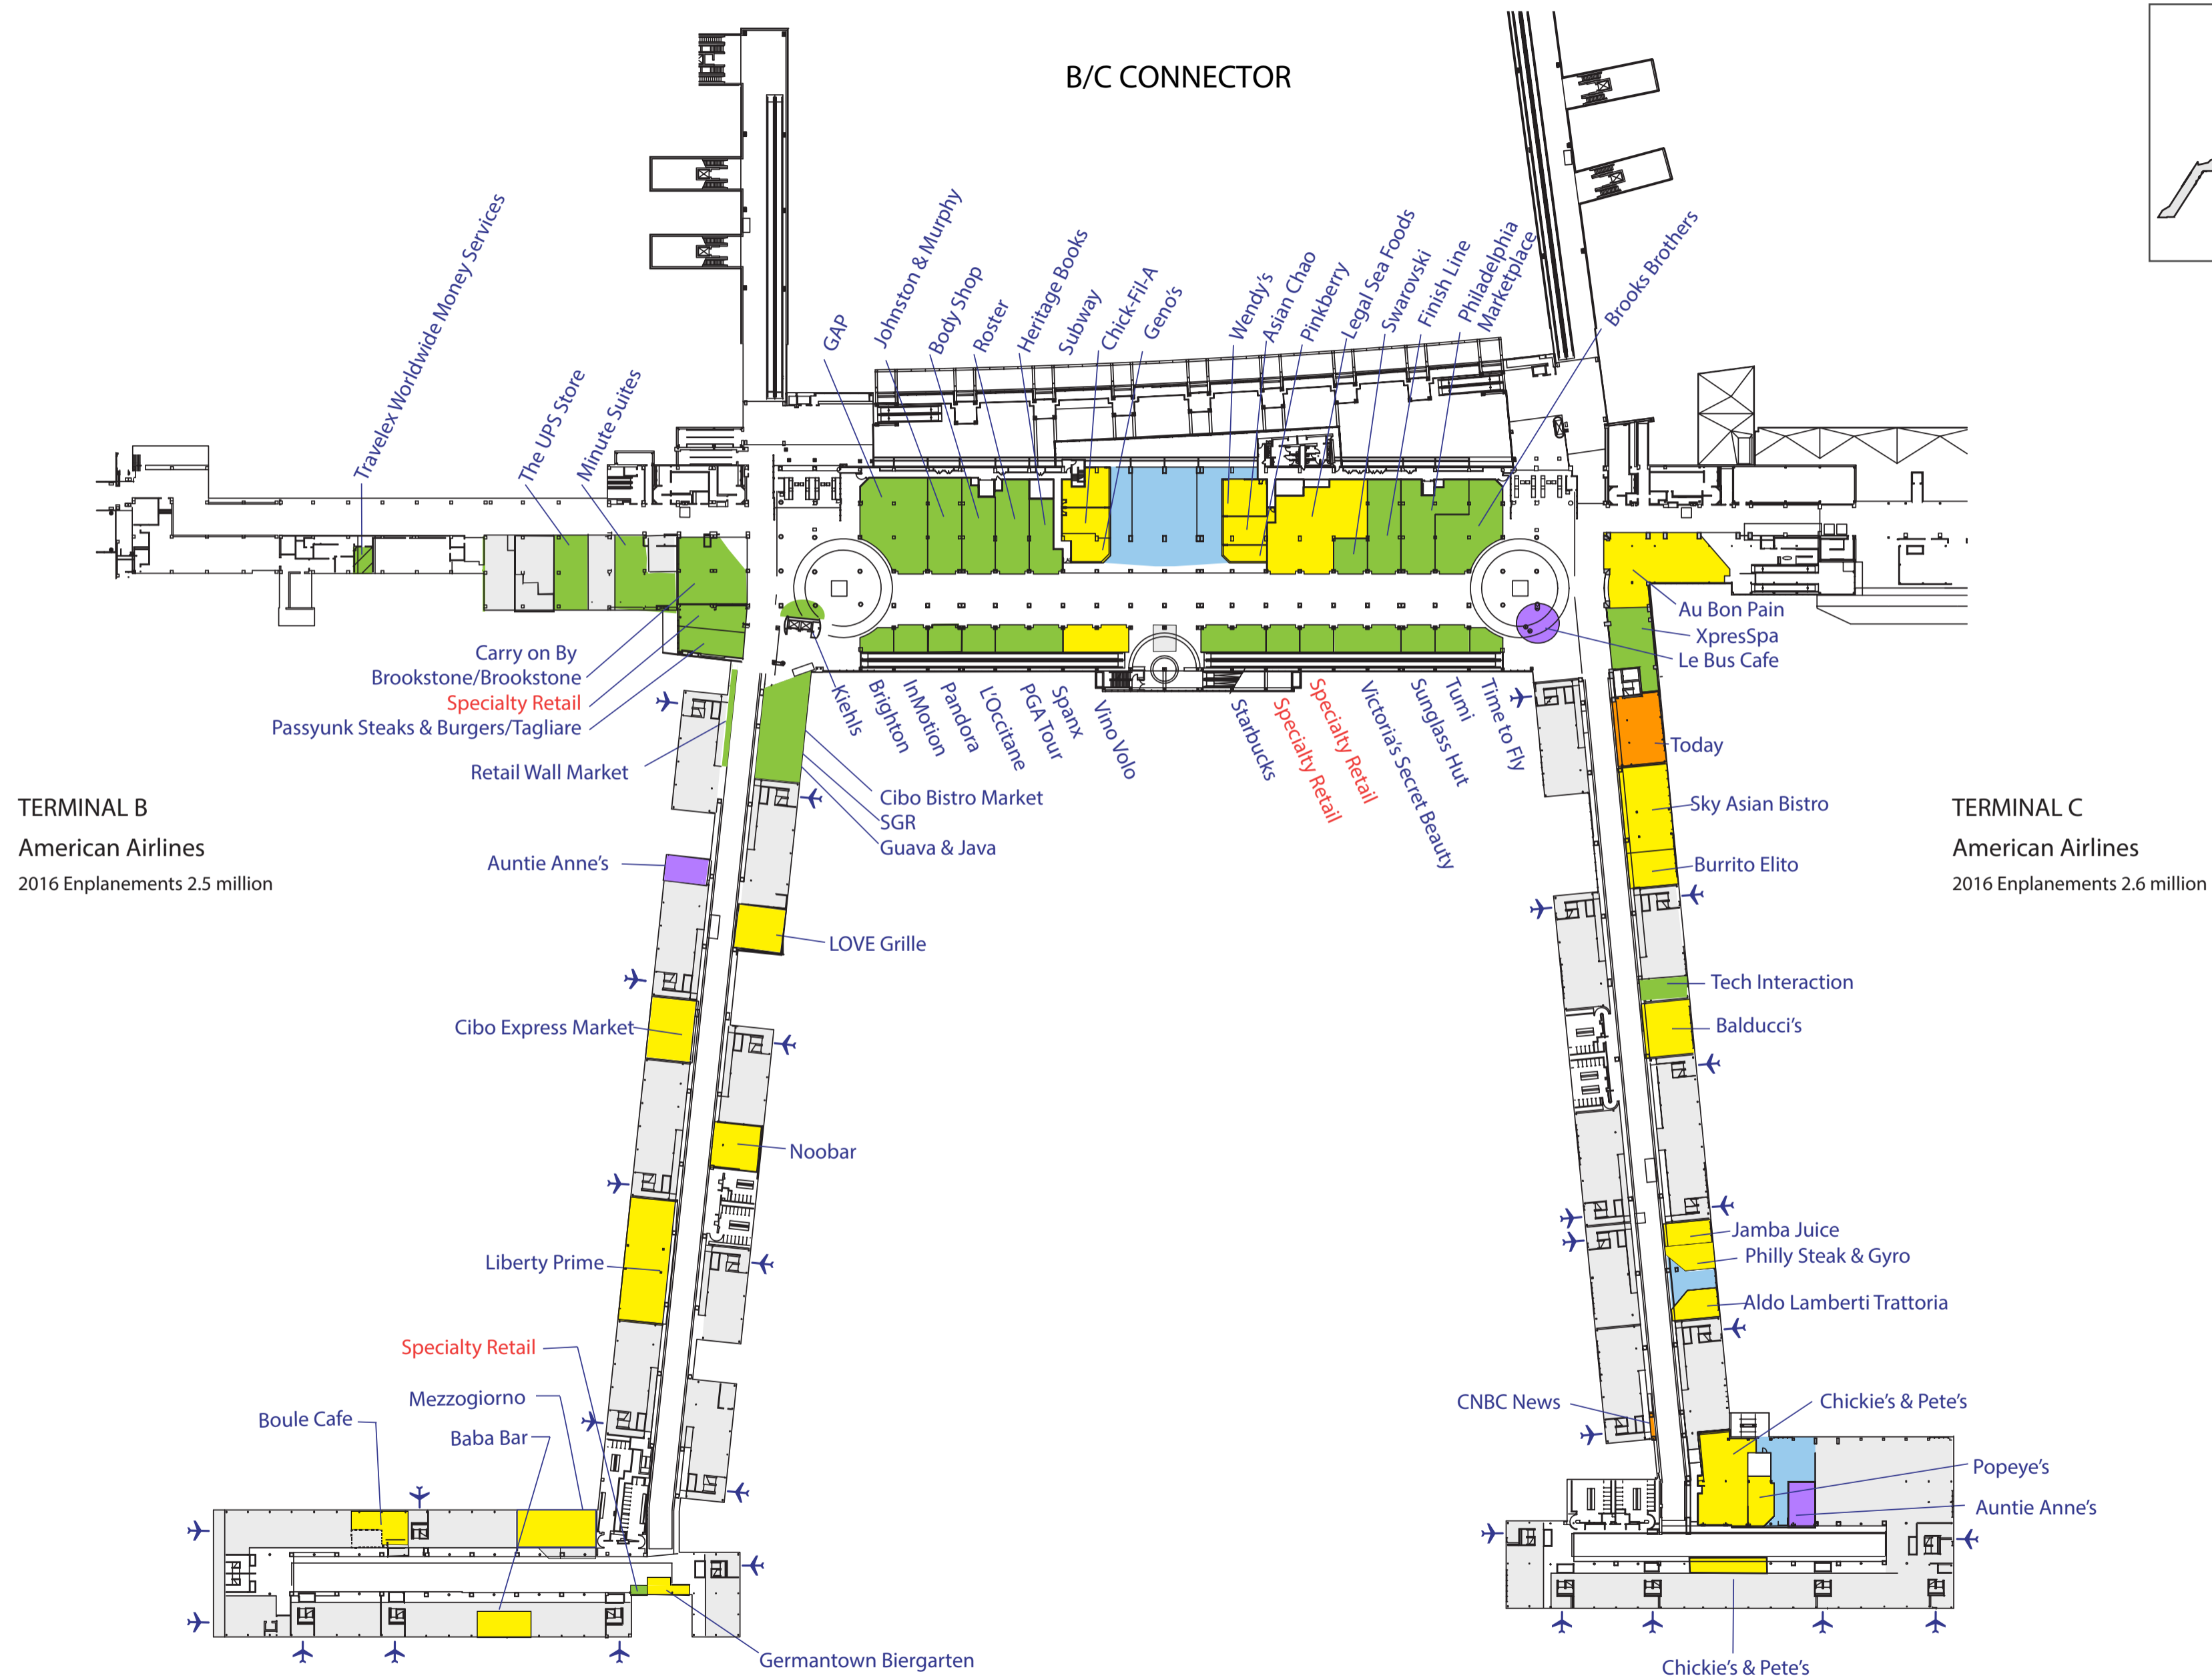 B/C CONNECTOR
Travelex Worldwide Money Services
The UPS Store
Minute Suites
GAP
Johnston & Murphy
Body Shop
Roster
Heritage Books
Subway
Chick-Fil-A
Geno's
Wendy's
Asian Chao
Pinkberry
Legal Sea Foods
Swarovski
Finish Line
Philadelphia
Marketplace
Brooks Brothers
Carry on By
Brookstone/Brookstone
Specialty Retail
Passyunk Steaks & Burgers/Tagliare
Retail Wall Market
Kiehls
Brighton
InMotion
Pandora
L'Occitane
PGA Tour
Spanx
Vino Volo
Starbucks
Specialty Retail
Specialty Retail
Victoria's Secret Beauty
Sunglass Hut
Tumi
Time to Fly
Au Bon Pain
XpresSpa
Le Bus Cafe
Today
Sky Asian Bistro
Burrito Elito
TERMINAL B
American Airlines
2016 Enplanements 2.5 million
Cibo Bistro Market
SGR
Guava & Java
Auntie Anne's
LOVE Grille
Cibo Express Market
Noobar
Liberty Prime
Specialty Retail
Mezzogiorno
Boule Cafe
Baba Bar
Germantown Biergarten
TERMINAL C
American Airlines
2016 Enplanements 2.6 million
Tech Interaction
Balducci's
Jamba Juice
Philly Steak & Gyro
Aldo Lamberti Trattoria
CNBC News
Chickie's & Pete's
Popeye's
Auntie Anne's
Chickie's & Pete's